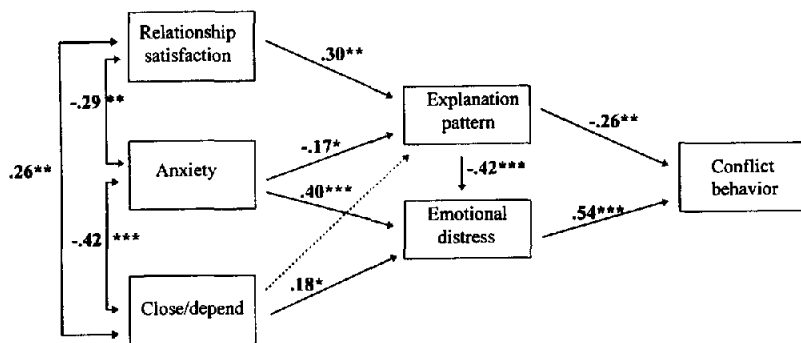 Relationship
satisfaction
.30**
-.29 **
Explanation
pattern
-.26**
-.17*
.26**
Anxiety
-.42***
Conflict
behavior
.40***
Emotional
distress
.54***
-.42 ***
.18*
Close/depend